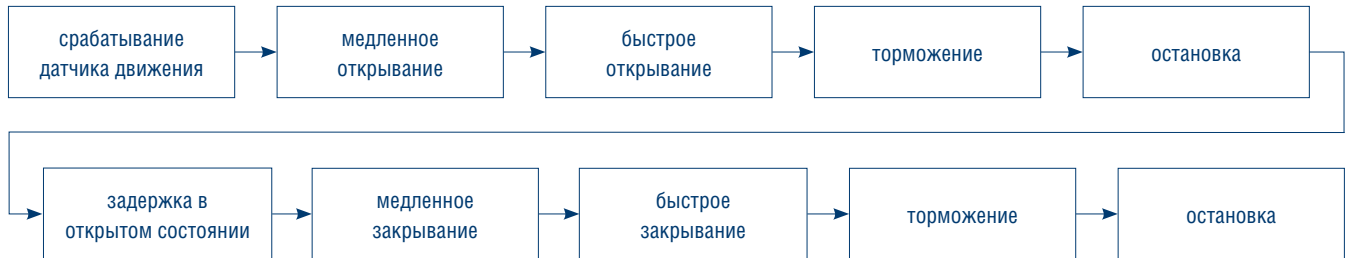 срабатывание
датчика движения
медленное
открывание
быстрое
открывание
торможение
остановка
задержка в
открытом состоянии
медленное
закрывание
быстрое
закрывание
торможение
остановка